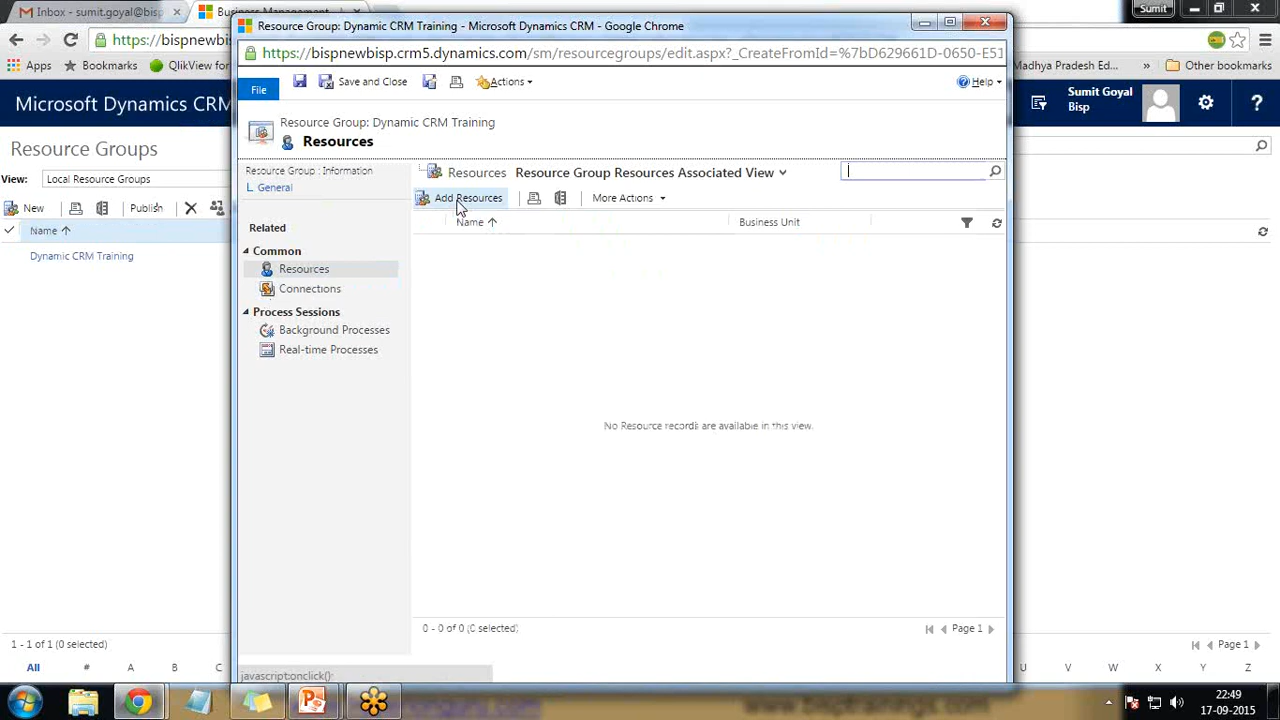 Inbox - sumit.goyal@bisp
Business Manageme
Resource Group: Dynamic CRM Training - Microsoft Dynamics CRM - Google Chrome
Sumit
https://bispnewbisp.crm5.dynamics.com/sm/resourcegroups/edit.aspx?_CreateFromId=%7bD629661D-0650-E51
https://bispnewbi
Apps
Bookmarks
QlikView for
Madhya Pradesh Ed...
»
Other bookmarks
File
Save and Close
Actions
Help
Microsoft Dynamics CRM
Sumit Goyal
Bisp
?
Resource Group: Dynamic CRM Training
Resources
Resource Groups
View:
Local Resource Groups
New
Publish
Name
Dynamic CRM Training
Resource Group : Information
General
Related
Common
Resources
Connections
Process Sessions
Background Processes
Real-time Processes
Resources
Resource Group Resources Associated View
Add Resources
More Actions
Name
Business Unit
No Resource records are available in this view.
0 - 0 of 0 (0 selected)
Page 1
1 - 1 of 1 (0 selected)
Page 1
All # A B C
U V W X Y Z
javascript:onclick();
22:49
17-09-2015